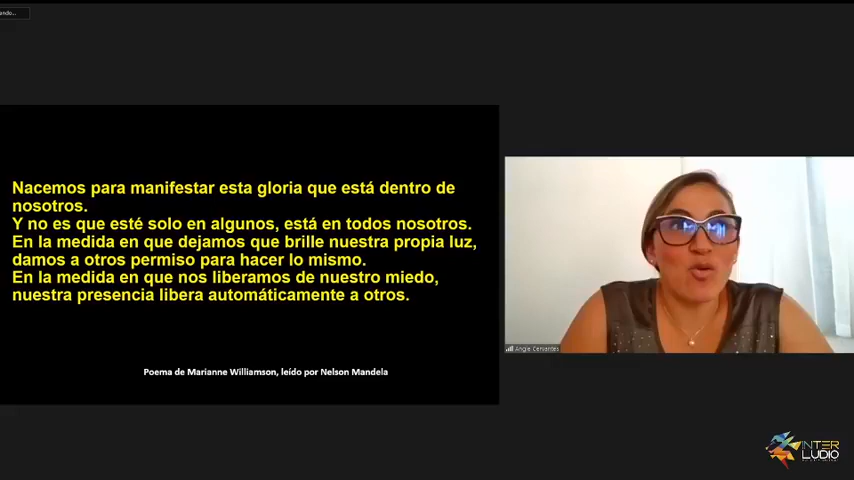 Nacemos para manifestar esta gloria que está dentro de
nosotros.
Y no es que esté solo en algunos, está en todos nosotros.
En la medida en que dejamos que brille nuestra propia luz,
damos a otros permiso para hacer lo mismo.
En la medida en que nos liberamos de nuestro miedo,
nuestra presencia libera automáticamente a otros.
Poema de Marianne Williamson, leído por Nelson Mandela
Angie Cervantes
INTER
LUDIO